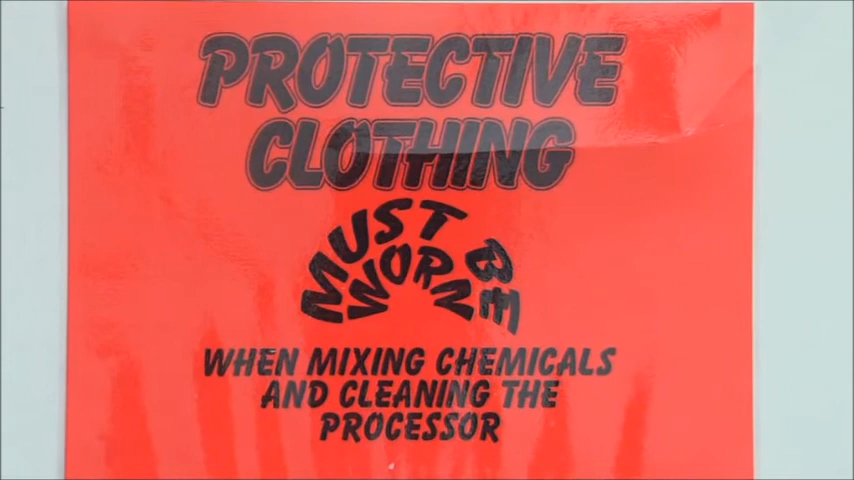 PROTECTIVE
CLOTHING
MUST BE
WORN
WHEN MIXING CHEMICALS
AND CLEANING THE
PROCESSOR